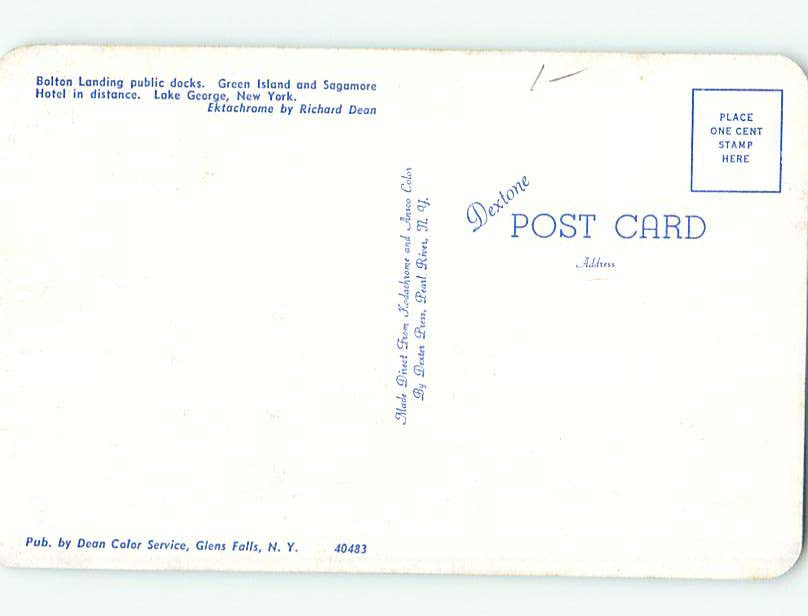 Bolton Landing public docks. Green Island and Sagamore
Hotel in distance. Lake George, New York.
Ektachrome by Richard Dean
1-
PLACE
ONE CENT
STAMP
HERE
Dextone
POST CARD
Address
Made Direct From Kodachrome and Ansco Color
By Dexter Press, Pearl River, N. Y.
Pub. by Dean Color Service, Glens Falls, N. Y. 40483